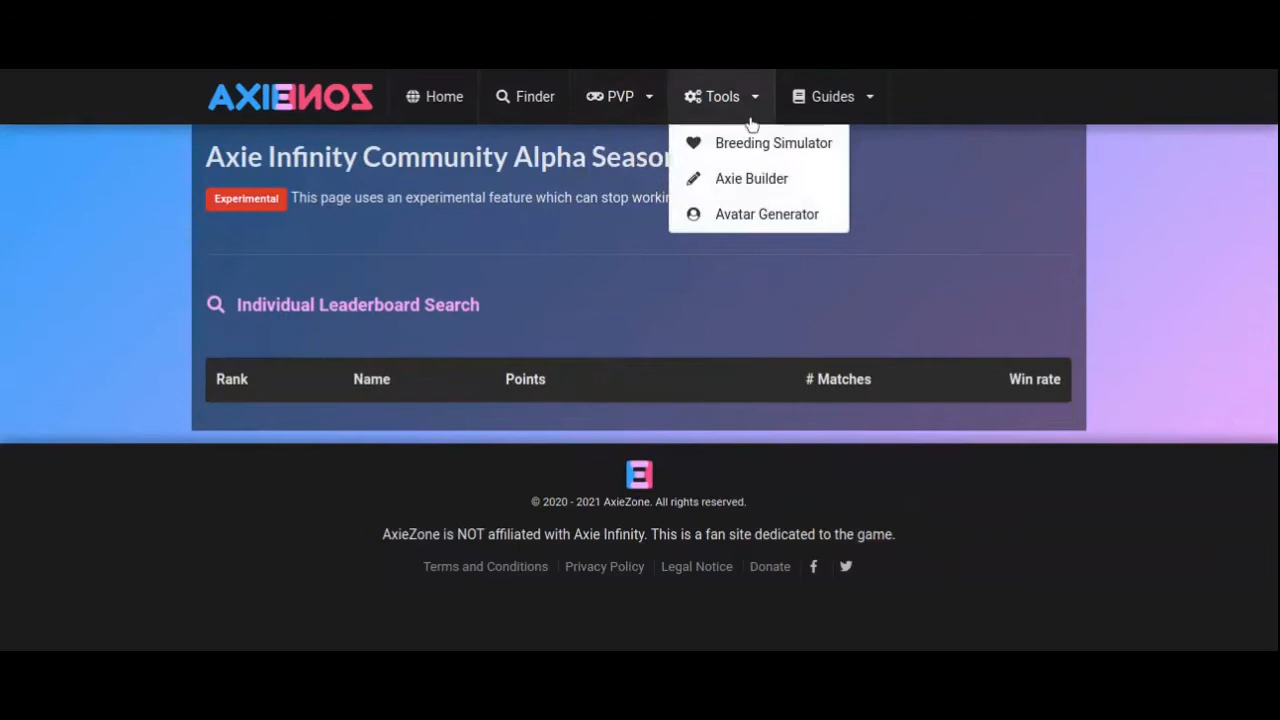 AXIEZONE Home Finder PVP Tools Guides
Breeding Simulator
Axie Builder
Avatar Generator
Axie Infinity Community Alpha Season
Experimental This page uses an experimental feature which can stop
Individual Leaderboard Search
Rank Name Points # Matches Win rate
© 2020 - 2021 AxieZone. All rights reserved.
AxieZone is NOT affiliated with Axie Infinity. This is a fan site dedicated to the game.
Terms and Conditions Privacy Policy Legal Notice Donate